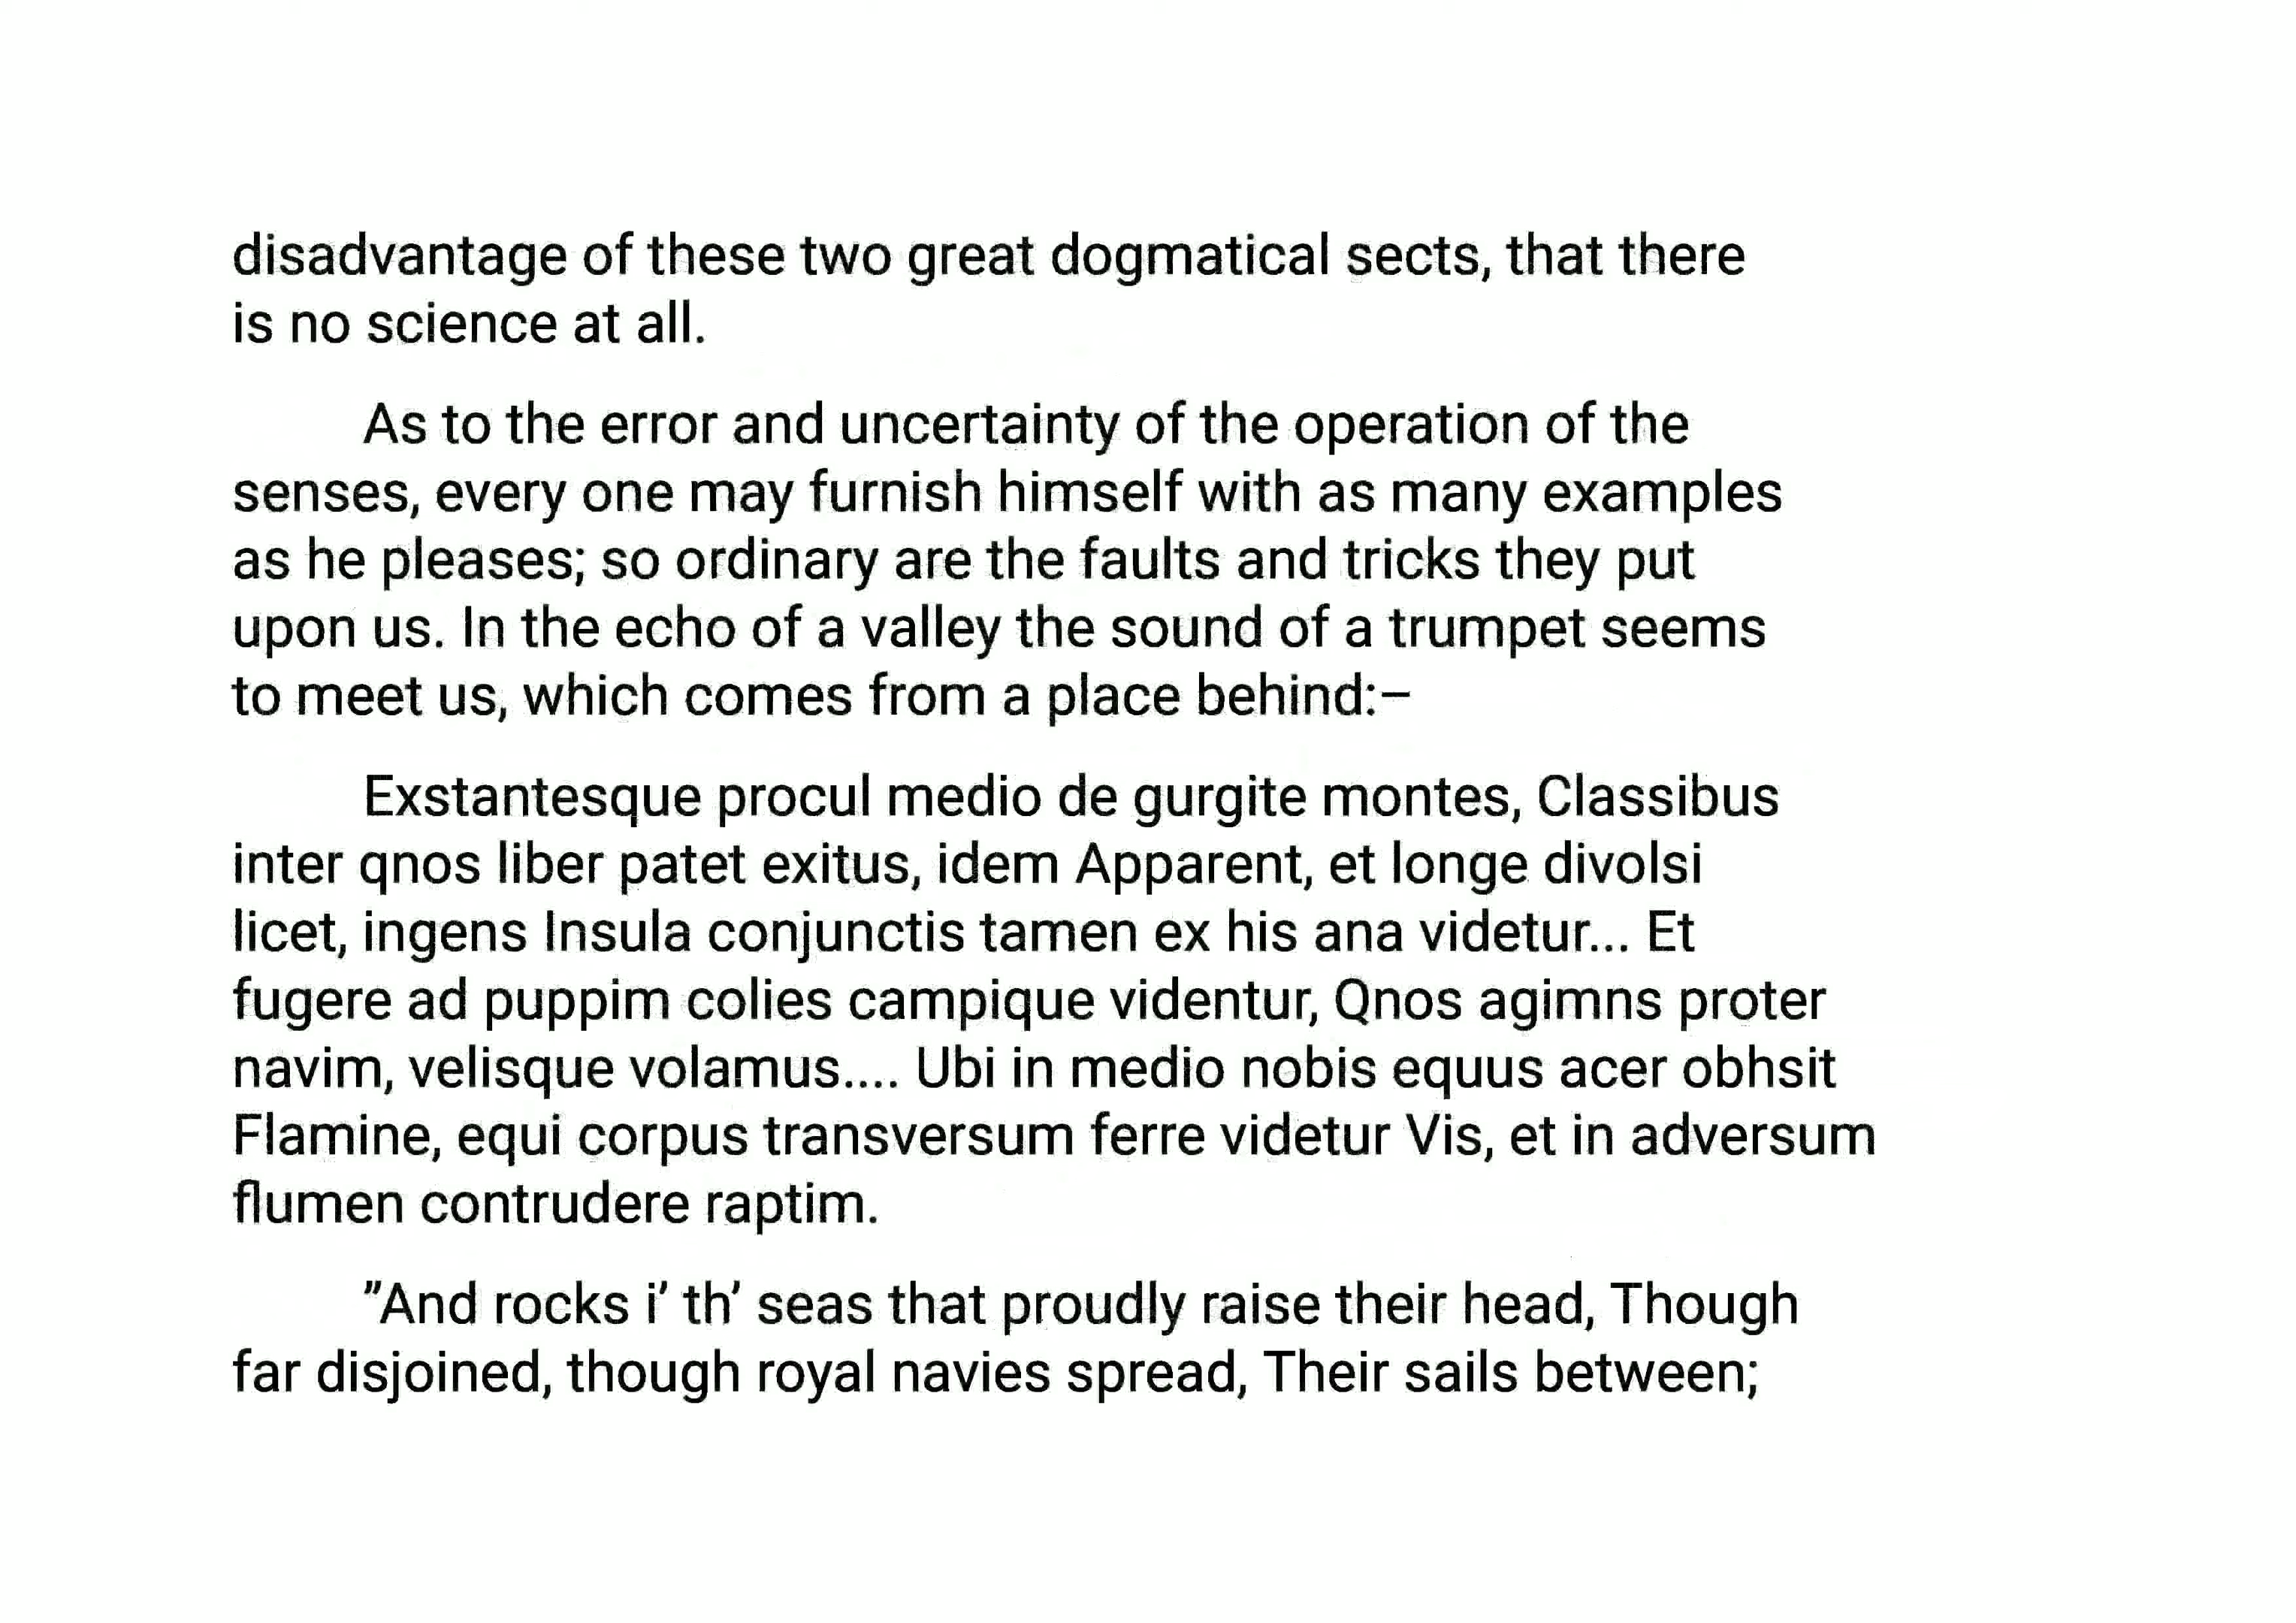 disadvantage of these two great dogmatical sects, that there
is no science at all.
As to the error and uncertainty of the operation of the
senses, every one may furnish himself with as many examples
as he pleases; so ordinary are the faults and tricks they put
upon us. In the echo of a valley the sound of a trumpet seems
to meet us, which comes from a place behind:–
Exstantesque procul medio de gurgite montes, Classibus
inter qnos liber patet exitus, idem Apparent, et longe divolsi
licet, ingens Insula conjunctis tamen ex his ana videtur... Et
fugere ad puppim colies campique videntur, Qnos agimns proter
navim, velisque volamus.... Ubi in medio nobis equus acer obhsit
Flamine, equi corpus transversum ferre videtur Vis, et in adversum
flumen contrudere raptim.
”And rocks i’ th’ seas that proudly raise their head, Though
far disjoined, though royal navies spread, Their sails between;